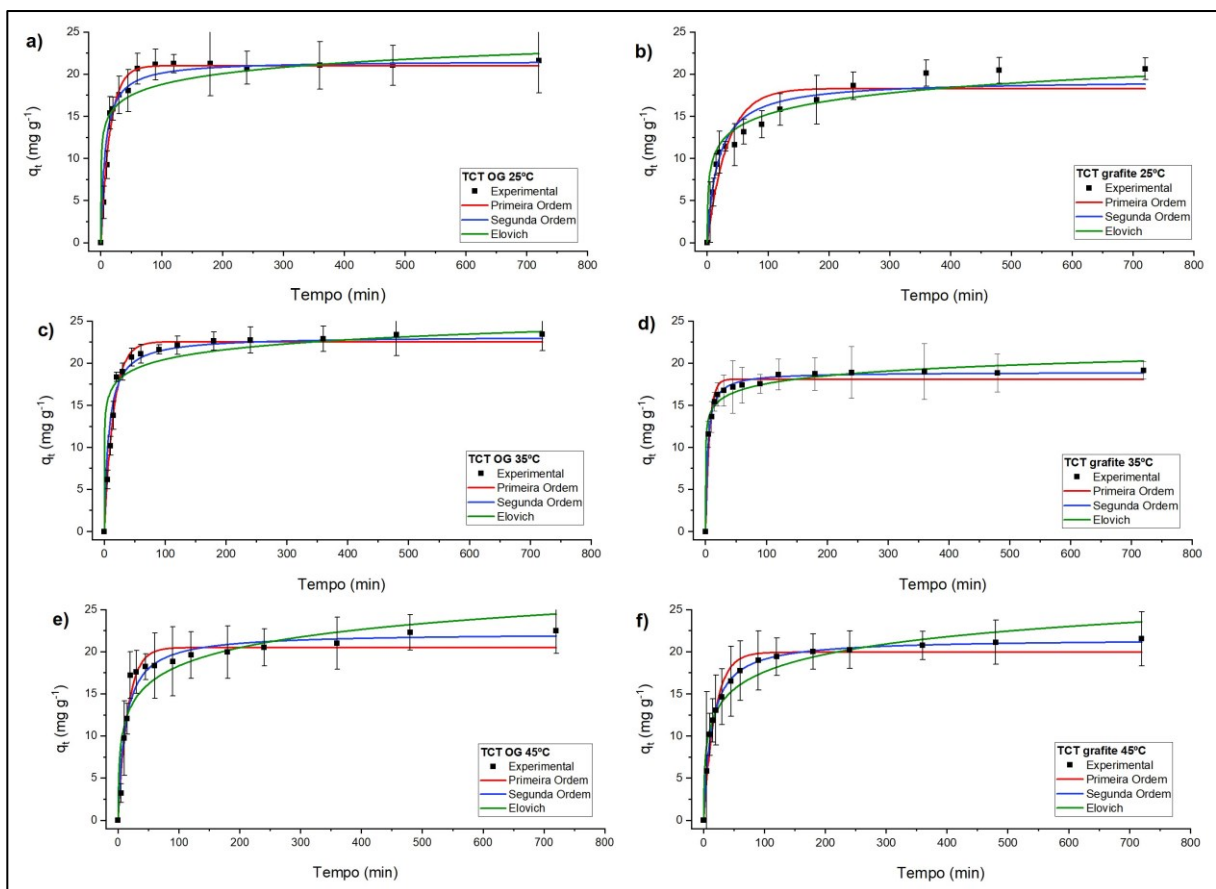 a)
25
20
15
10
5
0
qt (mg g-1)
TCT OG 25ºC
Experimental
Primeira Ordem
Segunda Ordem
Elovich
0 100 200 300 400 500 600 700 800
Tempo (min)
b)
25
20
15
10
5
0
qt (mg g-1)
TCT grafite 25ºC
Experimental
Primeira Ordem
Segunda Ordem
Elovich
0 100 200 300 400 500 600 700 800
Tempo (min)
c)
25
20
15
10
5
0
qt (mg g-1)
TCT OG 35ºC
Experimental
Primeira Ordem
Segunda Ordem
Elovich
0 100 200 300 400 500 600 700 800
Tempo (min)
d)
25
20
15
10
5
0
qt (mg g-1)
TCT grafite 35ºC
Experimental
Primeira Ordem
Segunda Ordem
Elovich
0 100 200 300 400 500 600 700 800
Tempo (min)
e)
25
20
15
10
5
0
qt (mg g-1)
TCT OG 45ºC
Experimental
Primeira Ordem
Segunda Ordem
Elovich
0 100 200 300 400 500 600 700 800
Tempo (min)
f)
25
20
15
10
5
0
qt (mg g-1)
TCT grafite 45ºC
Experimental
Primeira Ordem
Segunda Ordem
Elovich
0 100 200 300 400 500 600 700 800
Tempo (min)